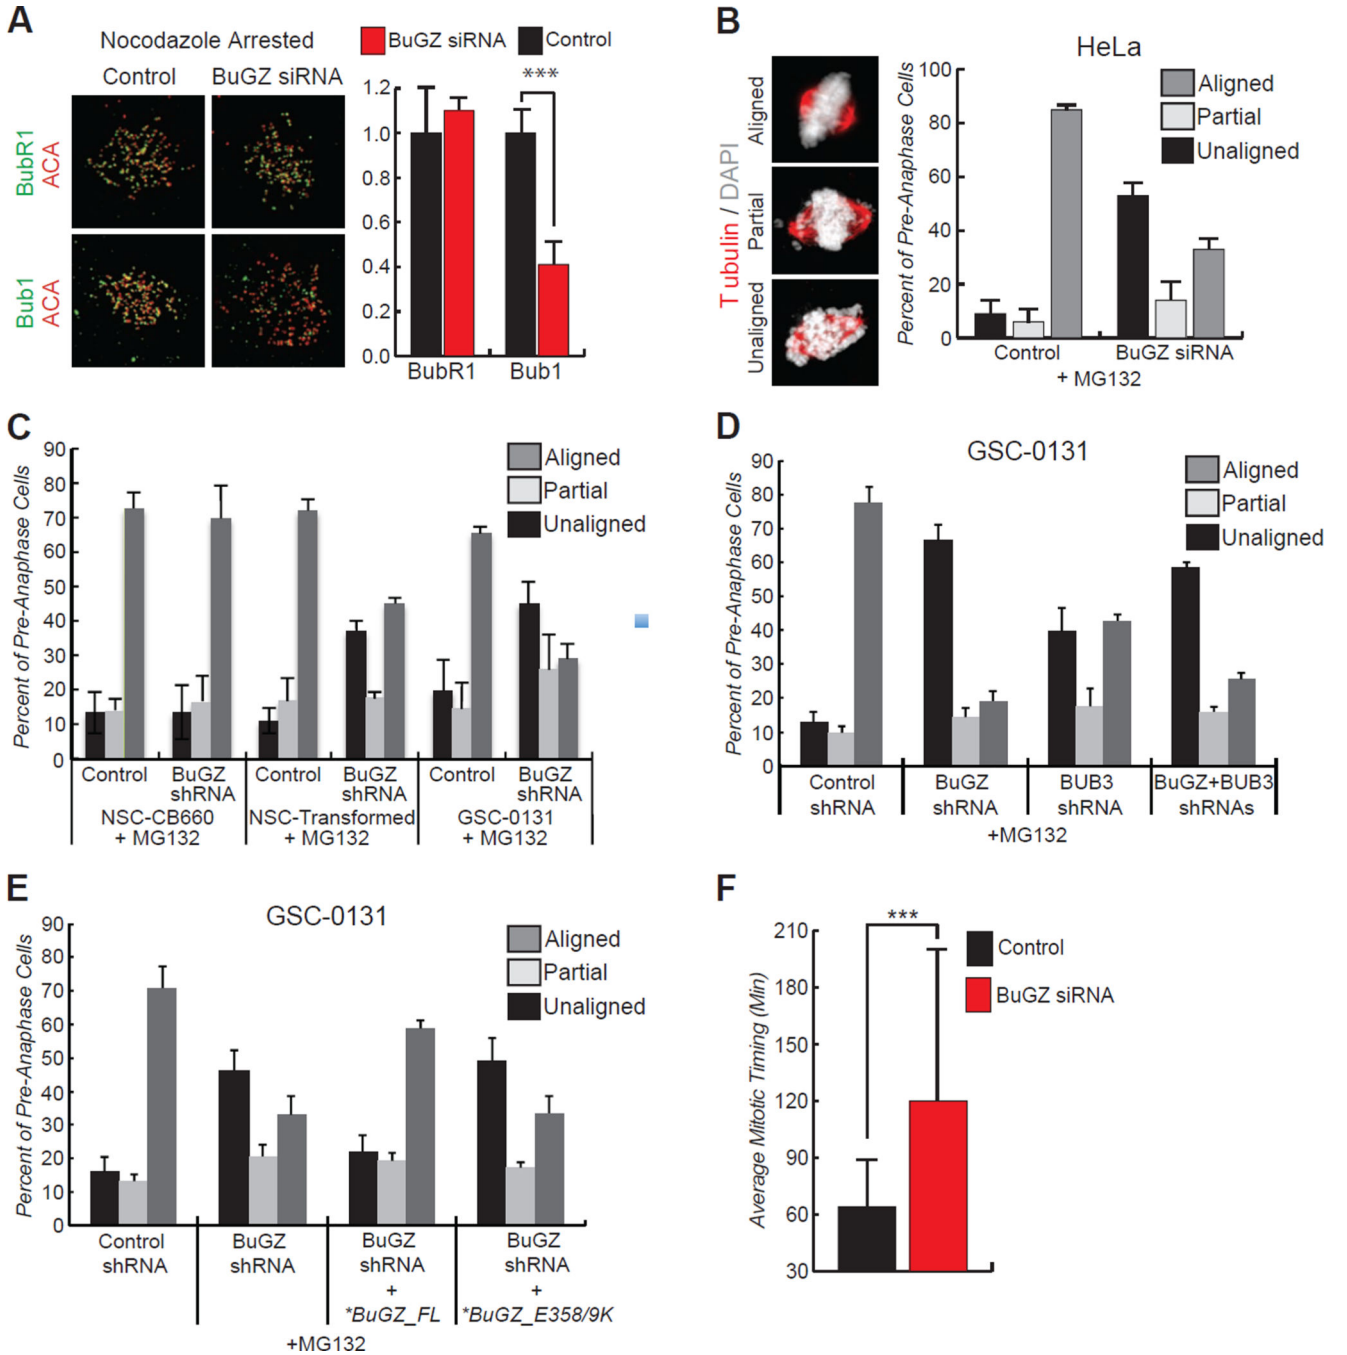 A
Nocodazole Arrested
BuGZ siRNA
Control
Control
BuGZ siRNA
BubR1
ACA
Bub1
ACA
***
1.2
1.0
0.8
0.6
0.4
0.2
0.0
BubR1
Bub1
B
HeLa
Tubulin / DAPI
Aligned
Partial
Unaligned
Percent of Pre-Anaphase Cells
100
80
60
40
20
0
Aligned
Partial
Unaligned
Control
BuGZ siRNA
+ MG132
C
Percent of Pre-Anaphase Cells
90
80
70
60
50
40
30
20
10
0
Aligned
Partial
Unaligned
Control
BuGZ
shRNA
Control
BuGZ
shRNA
Control
BuGZ
shRNA
NSC-CB660
+ MG132
NSC-Transformed
+ MG132
GSC-0131
+ MG132
D
GSC-0131
Percent of Pre-Anaphase Cells
90
80
70
60
50
40
30
20
10
0
Aligned
Partial
Unaligned
Control
shRNA
BuGZ
shRNA
BUB3
shRNA
BuGZ+BUB3
shRNAs
+MG132
E
GSC-0131
Percent of Pre-Anaphase Cells
90
80
70
60
50
40
30
20
10
0
Aligned
Partial
Unaligned
Control
shRNA
BuGZ
shRNA
BuGZ
shRNA
+
*BuGZ_FL
BuGZ
shRNA
+
*BuGZ_E358/9K
+MG132
F
Average Mitotic Timing (Min)
210
180
150
120
90
60
30
***
Control
BuGZ siRNA